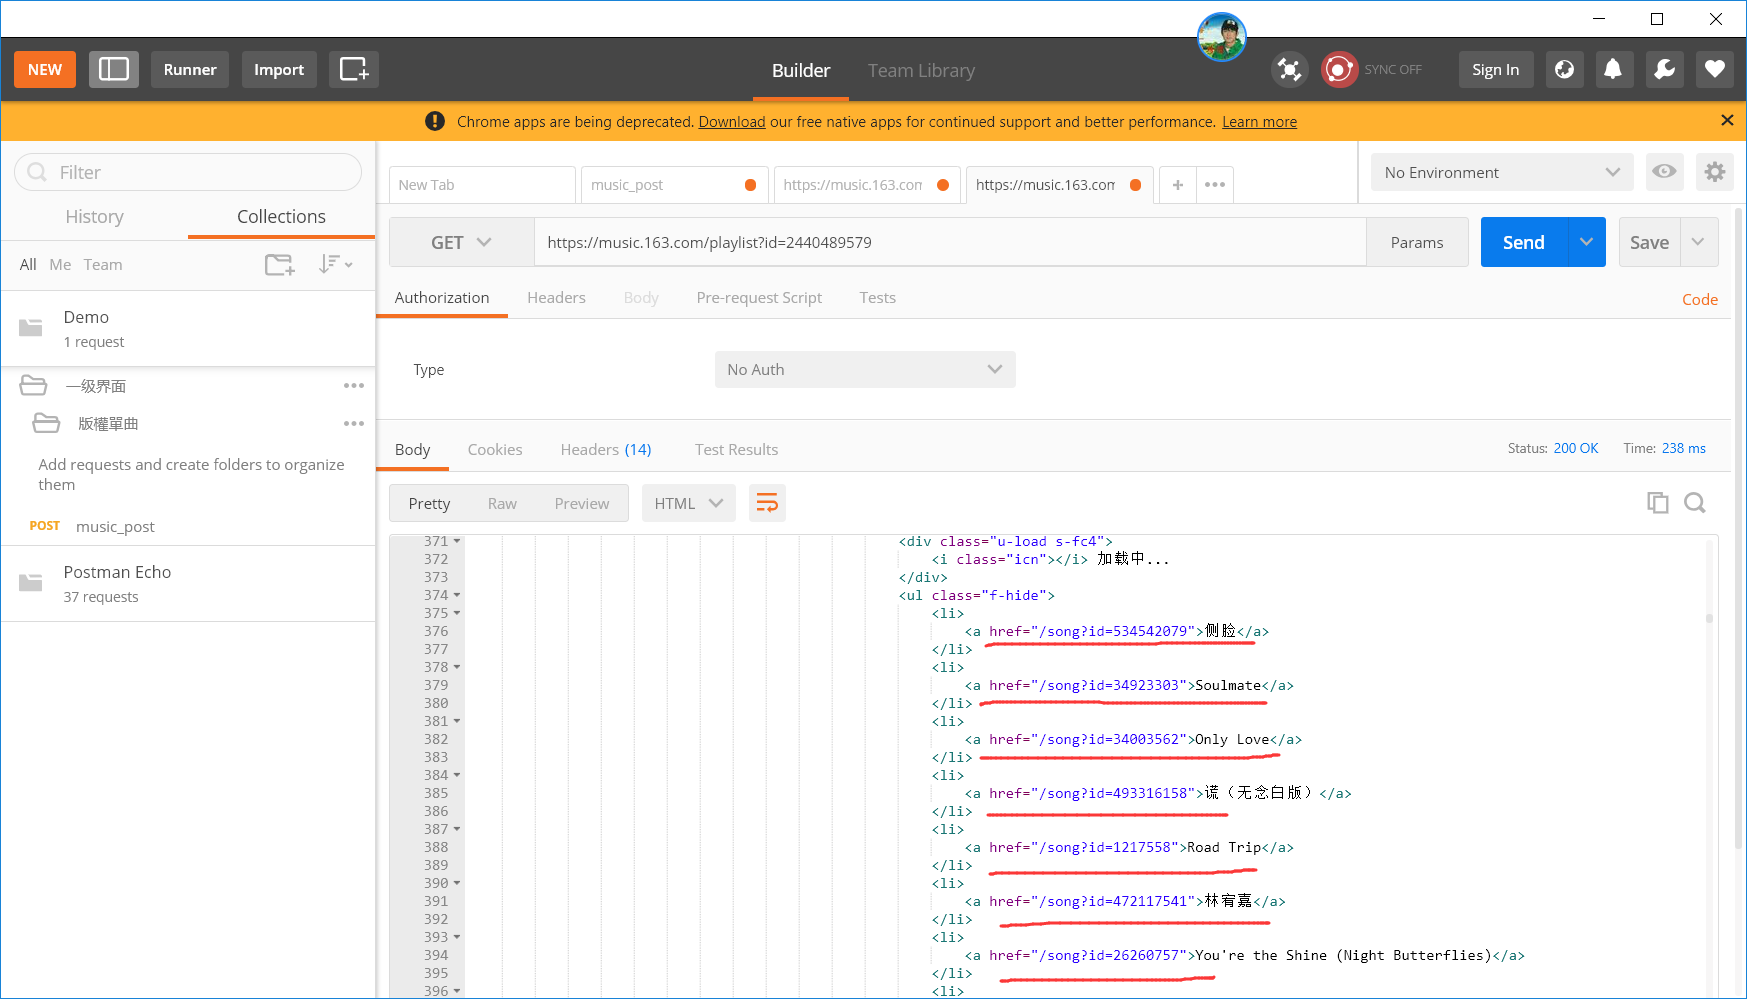 NEW Runner Import Builder Team Library SYNC OFF Sign In
Chrome apps are being deprecated. Download our free native apps for continued support and better performance. Learn more
Filter
History Collections
All Me Team
Demo
1 request
一级界面
版權單曲
Add requests and create folders to organize
them
POST music_post
Postman Echo
37 requests
New Tab music_post https://music.163.com https://music.163.com + No Environment
GET https://music.163.com/playlist?id=2440489579 Params Send Save
Authorization Headers Body Pre-request Script Tests Code
Type No Auth
Body Cookies Headers (14) Test Results Status: 200 OK Time: 238 ms
Pretty Raw Preview HTML
371 <div class="u-load s-fc4">
372 <i class="icn"></i> 加载中...
373 </div>
374 <ul class="f-hide">
375 <li>
376 <a href="/song?id=534542079">侧脸</a>
377 </li>
378 <li>
379 <a href="/song?id=34923303">Soulmate</a>
380 </li>
381 <li>
382 <a href="/song?id=34003562">Only Love</a>
383 </li>
384 <li>
385 <a href="/song?id=493316158">谎（无念白版）</a>
386 </li>
387 <li>
388 <a href="/song?id=1217558">Road Trip</a>
389 </li>
390 <li>
391 <a href="/song?id=472117541">林宥嘉</a>
392 </li>
393 <li>
394 <a href="/song?id=26260757">You're the Shine (Night Butterflies)</a>
395 </li>
396 <li>